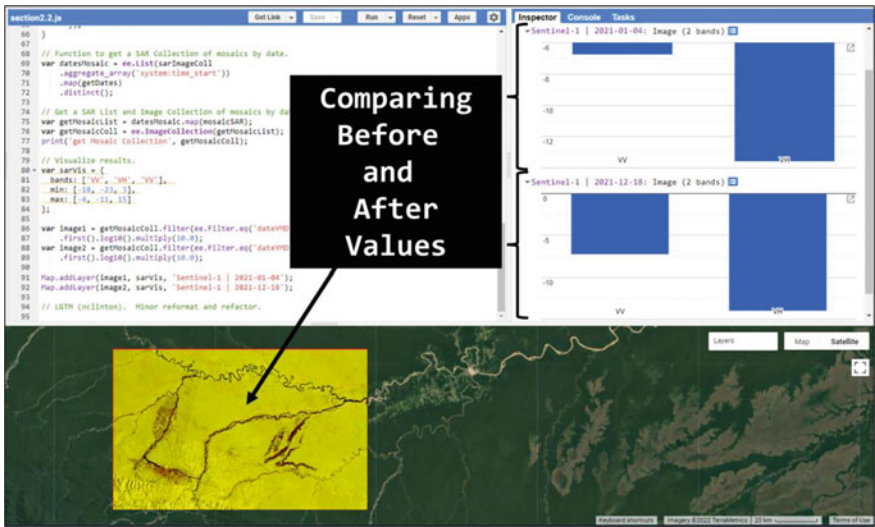 section2.2.js
Get Link
Save
Run
Reset
Apps
66 }
67
68 // Function to get a SAR Collection of mosaics by date.
69 var datesMosaic = ee.List(sarImageColl
70 .aggregate_array('system:time_start'))
71 .map(getDates)
72 .distinct();
73
74 // Get a SAR List and Image Collection of mosaics by da
75 var getMosaicList = datesMosaic.map(mosaicSAR);
76 var getMosaicColl = ee.ImageCollection(getMosaicList);
77 print('get Mosaic Collection', getMosaicColl);
78
79 // Visualize results.
80 var sarVis = {
81 bands: ['VV', 'VH', 'VV'],
82 min: [-18, -23, 3],
83 max: [-4, -11, 15]
84 };
85
86 var image1 = getMosaicColl.filter(ee.Filter.eq('dateYMD
87 .first().log10().multiply(10.0);
88 var image2 = getMosaicColl.filter(ee.Filter.eq('dateYMD
89 .first().log10().multiply(10.0);
90
91 Map.addLayer(image1, sarVis, 'Sentinel-1 | 2021-01-04');
92 Map.addLayer(image2, sarVis, 'Sentinel-1 | 2021-12-18');
93
94 // LGTM (nclinton). Minor reformat and refactor.
95
Comparing
Before
and
After
Values
Inspector Console Tasks
Sentinel-1 | 2021-01-04: Image (2 bands)
-6
-8
-10
-12
VV
VH
Sentinel-1 | 2021-12-18: Image (2 bands)
0
-5
-10
VV
VH
Layers
Map
Satellite
Keyboard shortcuts
Imagery ©2022 TerraMetrics
20 km
Terms of Use